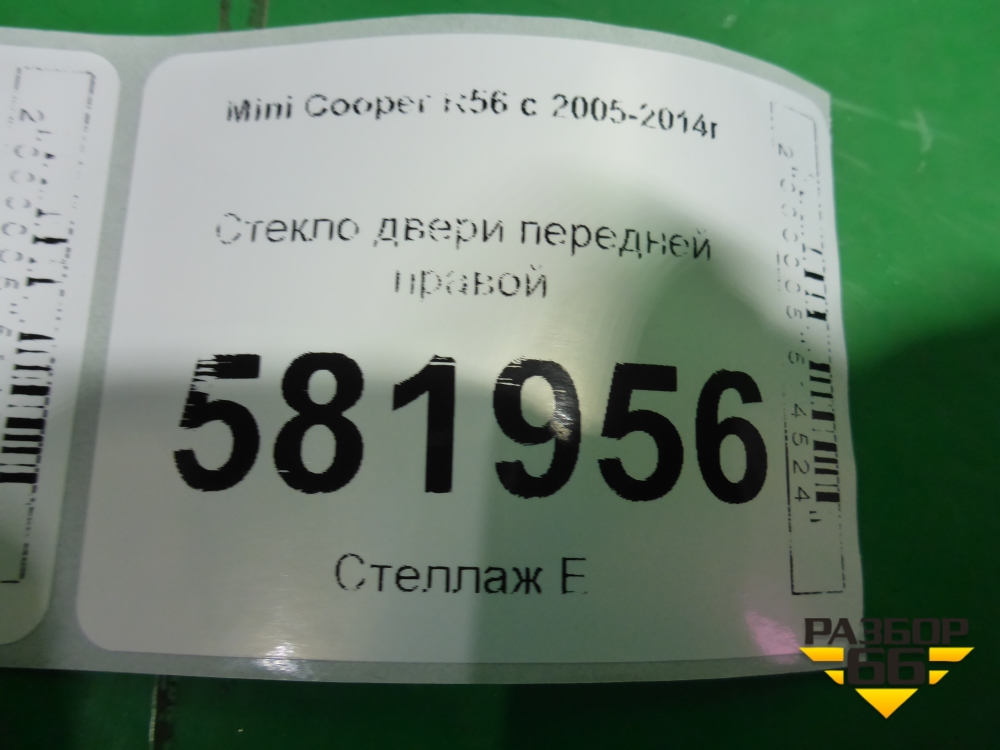 Mini Cooper R56 с 2005-2014г
Стекло двери передней
правой
581956
Стеллаж Е
РАЗБОР
66